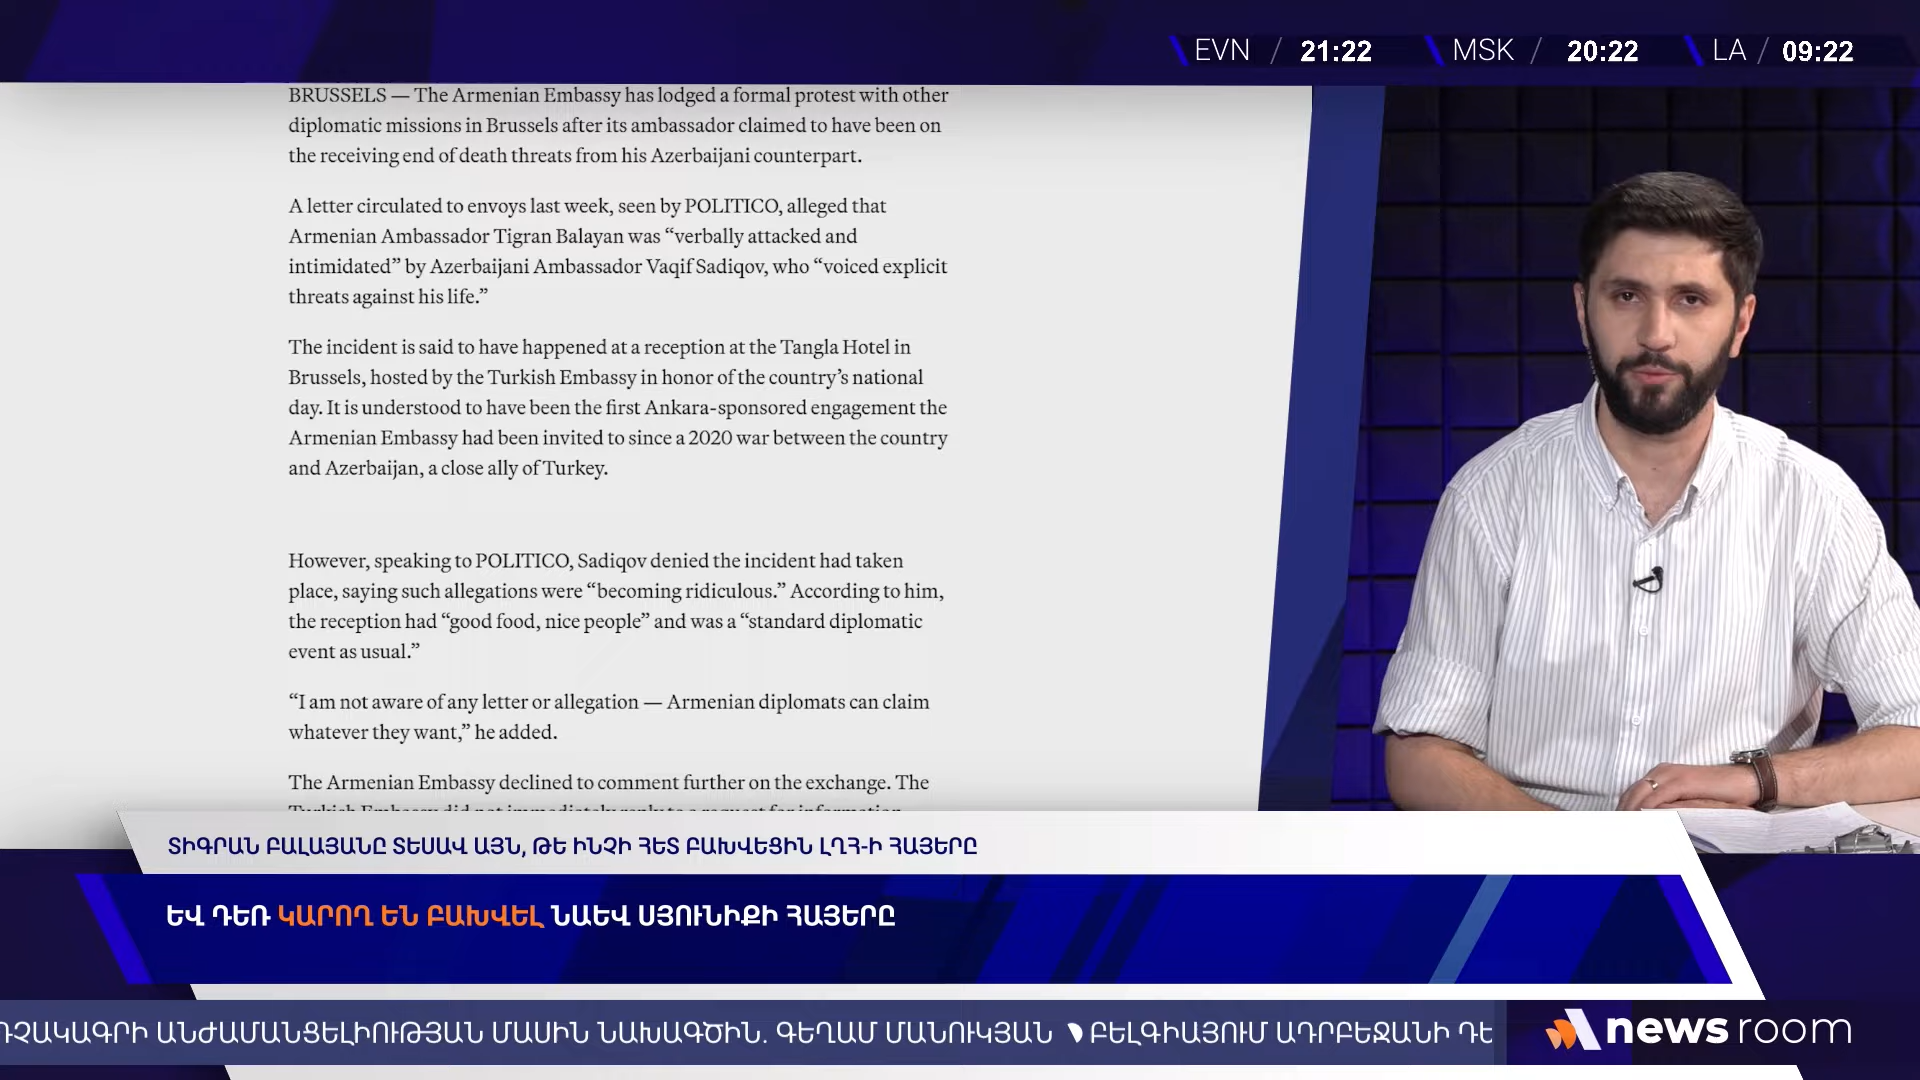 EVN / 21:22 MSK / 20:22 LA / 09:22
BRUSSELS — The Armenian Embassy has lodged a formal protest with other
diplomatic missions in Brussels after its ambassador claimed to have been on
the receiving end of death threats from his Azerbaijani counterpart.
A letter circulated to envoys last week, seen by POLITICO, alleged that
Armenian Ambassador Tigran Balayan was “verbally attacked and
intimidated” by Azerbaijani Ambassador Vaqif Sadiqov, who “voiced explicit
threats against his life.”
The incident is said to have happened at a reception at the Tangla Hotel in
Brussels, hosted by the Turkish Embassy in honor of the country’s national
day. It is understood to have been the first Ankara-sponsored engagement the
Armenian Embassy had been invited to since a 2020 war between the country
and Azerbaijan, a close ally of Turkey.
However, speaking to POLITICO, Sadiqov denied the incident had taken
place, saying such allegations were “becoming ridiculous.” According to him,
the reception had “good food, nice people” and was a “standard diplomatic
event as usual.”
“I am not aware of any letter or allegation — Armenian diplomats can claim
whatever they want,” he added.
The Armenian Embassy declined to comment further on the exchange. The
Turkish Embassy did not immediately reply to a request for information.
ՏԻԳՐԱՆ ԲԱԼԱՅԱՆԸ ՏԵՍԱՎ ԱՅՆ, ԹԵ ԻՆՉԻ ՀԵՏ ԲԱԽՎԵՑԻՆ ԼՂՀ-Ի ՀԱՅԵՐԸ
ԵՎ ԴԵՌ ԿԱՐՈՂ ԵՆ ԲԱԽՎԵԼ ՆԱԵՎ ՍՅՈՒՆԻՔԻ ՀԱՅԵՐԸ
ՉԱԿԱԳՐԻ ԱՆԺԱՄԱՆՑԵԼԻՈՒԹՅԱՆ ՄԱՍԻՆ ՆԱԽԱԳԾԻՆ. ԳԵՂԱՄ ՄԱՆՈՒԿՅԱՆ ԲԵԼԳԻԱՅՈՒՄ ԱԴՐԲԵՋԱՆԻ ԴԵ
news room